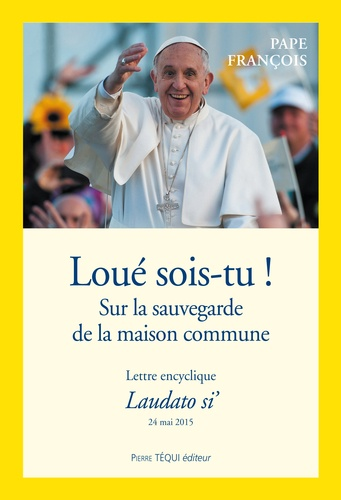 PAPE
FRANÇOIS
Loué sois-tu !
Sur la sauvegarde
de la maison commune
Lettre encyclique
Laudato si’
24 mai 2015
PIERRE TÉQUI éditeur